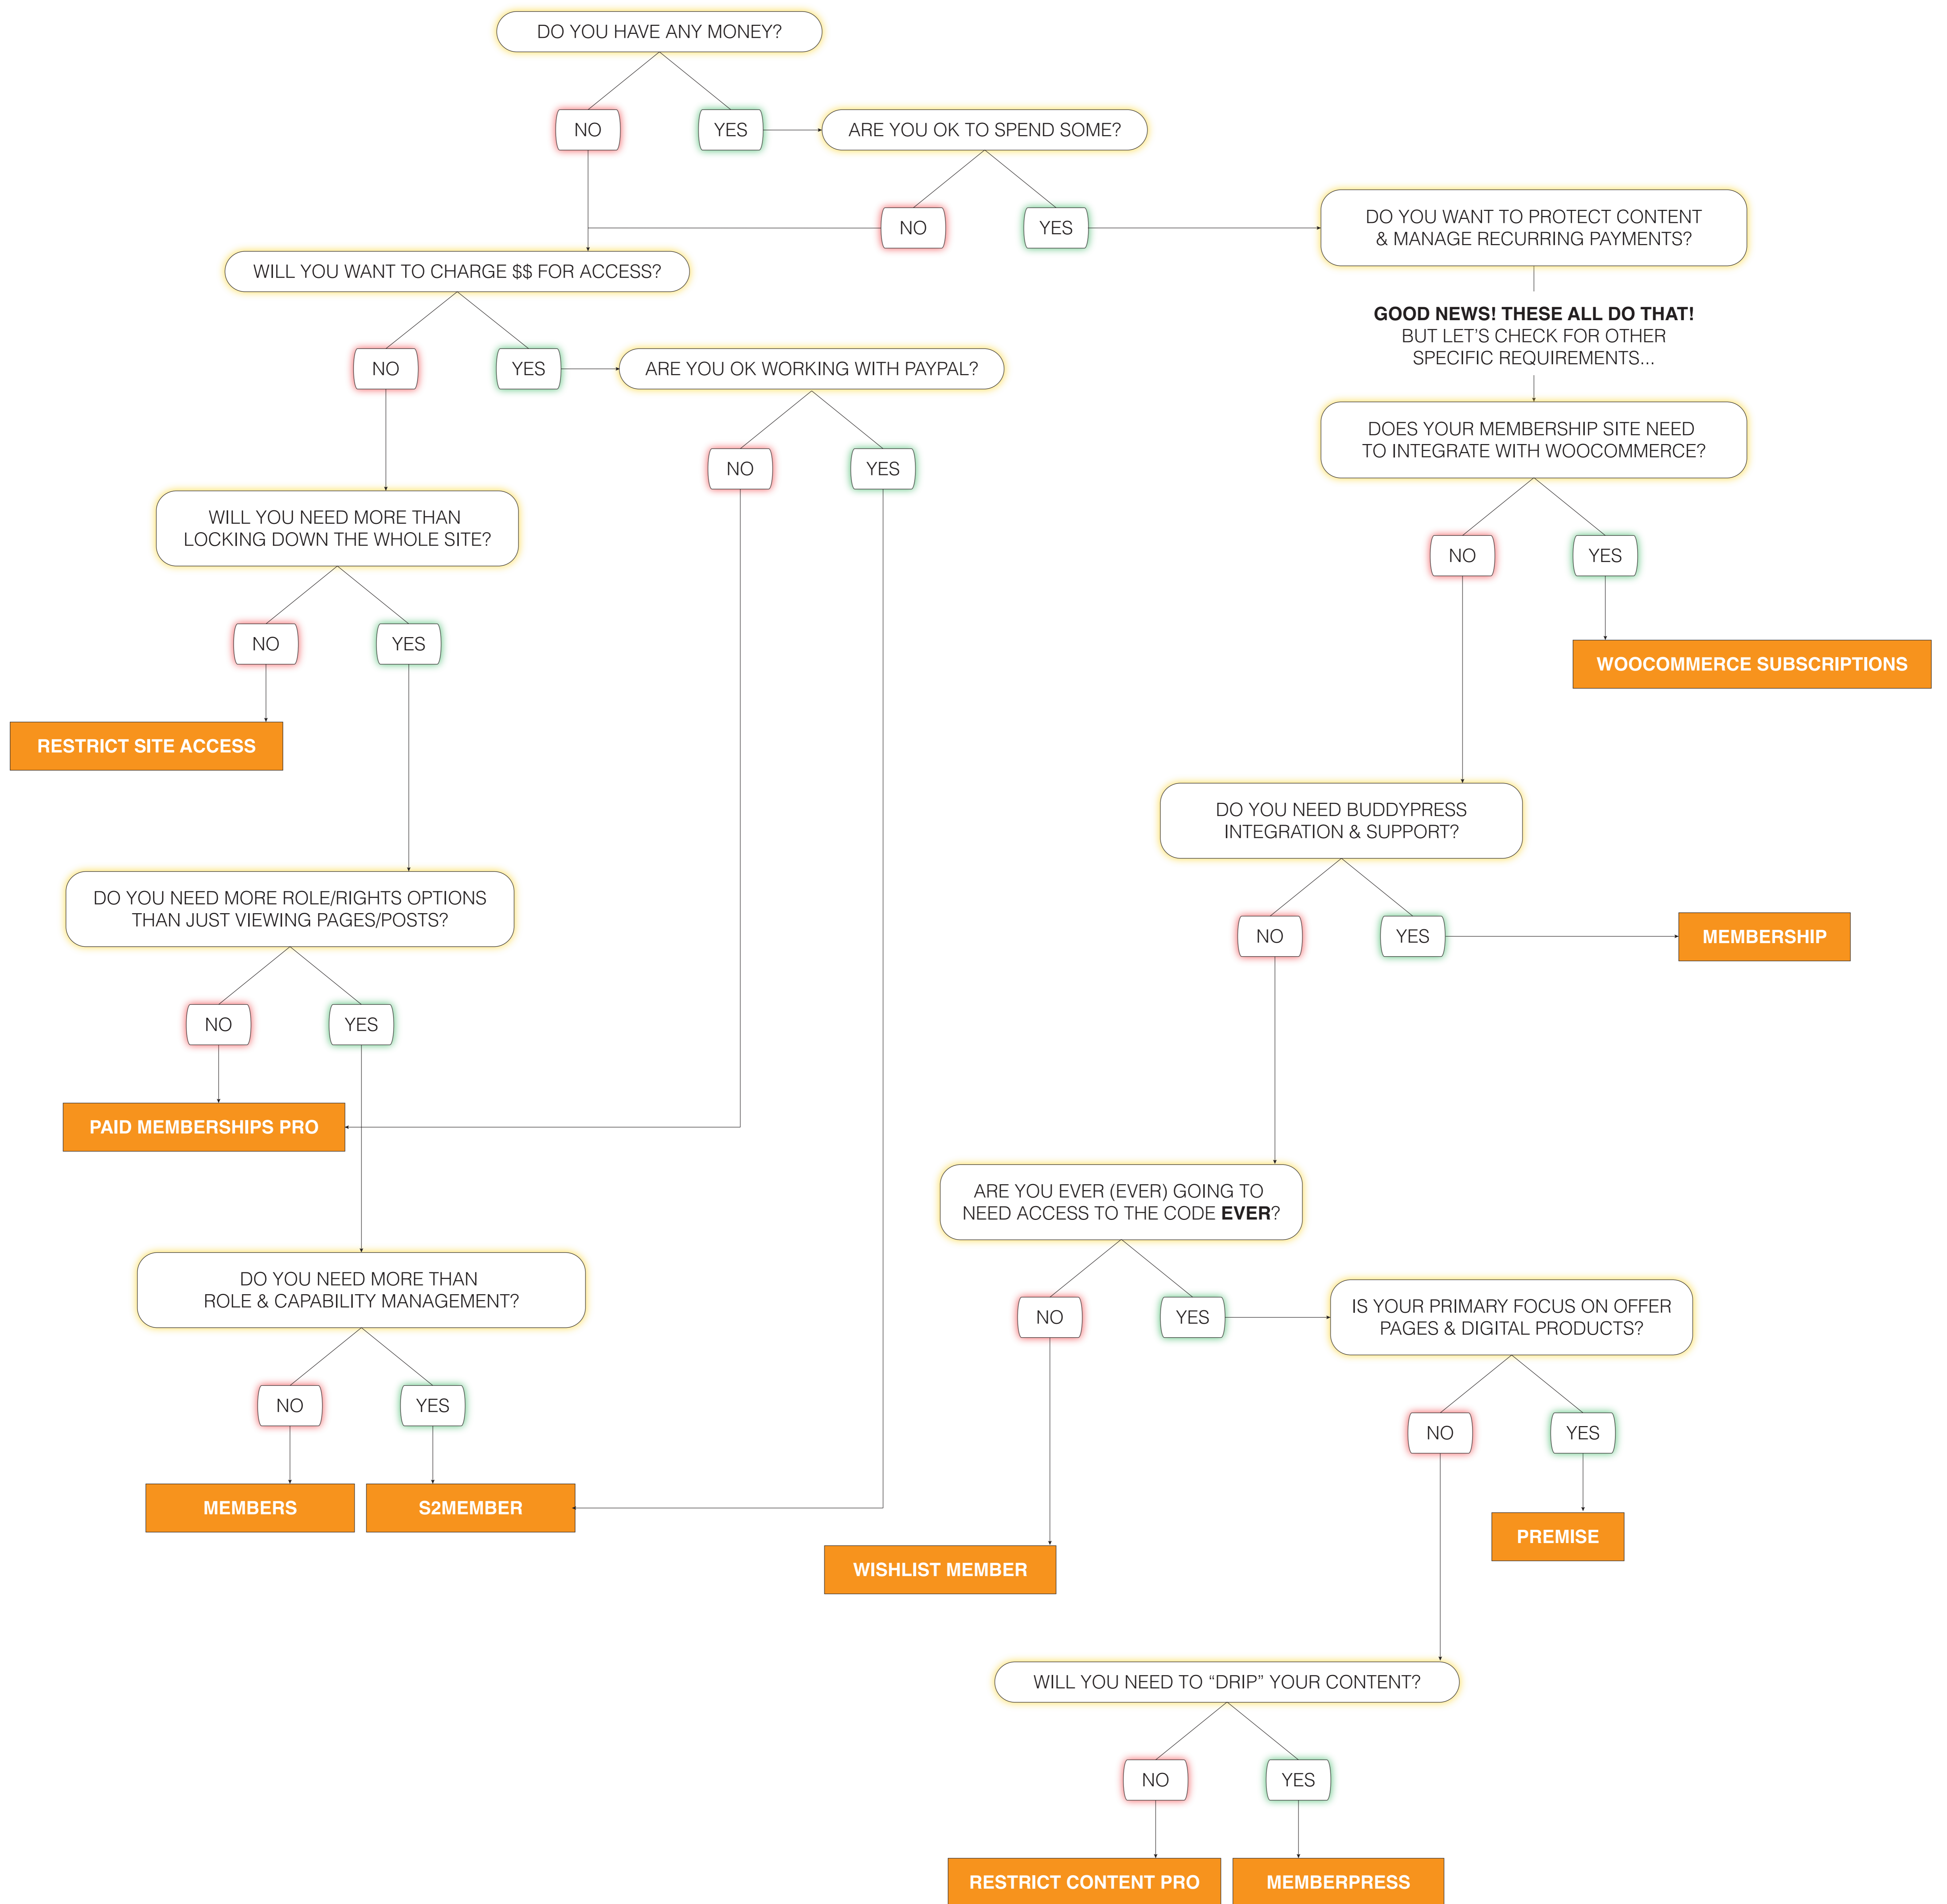 DO YOU HAVE ANY MONEY?
NO
YES
ARE YOU OK TO SPEND SOME?
NO
YES
DO YOU WANT TO PROTECT CONTENT
& MANAGE RECURRING PAYMENTS?
WILL YOU WANT TO CHARGE $$ FOR ACCESS?
GOOD NEWS! THESE ALL DO THAT!
BUT LET'S CHECK FOR OTHER
SPECIFIC REQUIREMENTS...
NO
YES
ARE YOU OK WORKING WITH PAYPAL?
DOES YOUR MEMBERSHIP SITE NEED
TO INTEGRATE WITH WOOCOMMERCE?
NO
YES
WILL YOU NEED MORE THAN
LOCKING DOWN THE WHOLE SITE?
NO
YES
NO
YES
WOOCOMMERCE SUBSCRIPTIONS
RESTRICT SITE ACCESS
DO YOU NEED BUDDYPRESS
INTEGRATION & SUPPORT?
DO YOU NEED MORE ROLE/RIGHTS OPTIONS
THAN JUST VIEWING PAGES/POSTS?
NO
YES
MEMBERSHIP
NO
YES
PAID MEMBERSHIPS PRO
ARE YOU EVER (EVER) GOING TO
NEED ACCESS TO THE CODE EVER?
DO YOU NEED MORE THAN
ROLE & CAPABILITY MANAGEMENT?
NO
YES
IS YOUR PRIMARY FOCUS ON OFFER
PAGES & DIGITAL PRODUCTS?
NO
YES
NO
YES
MEMBERS
S2MEMBER
PREMISE
WISHLIST MEMBER
WILL YOU NEED TO “DRIP” YOUR CONTENT?
NO
YES
RESTRICT CONTENT PRO
MEMBERPRESS